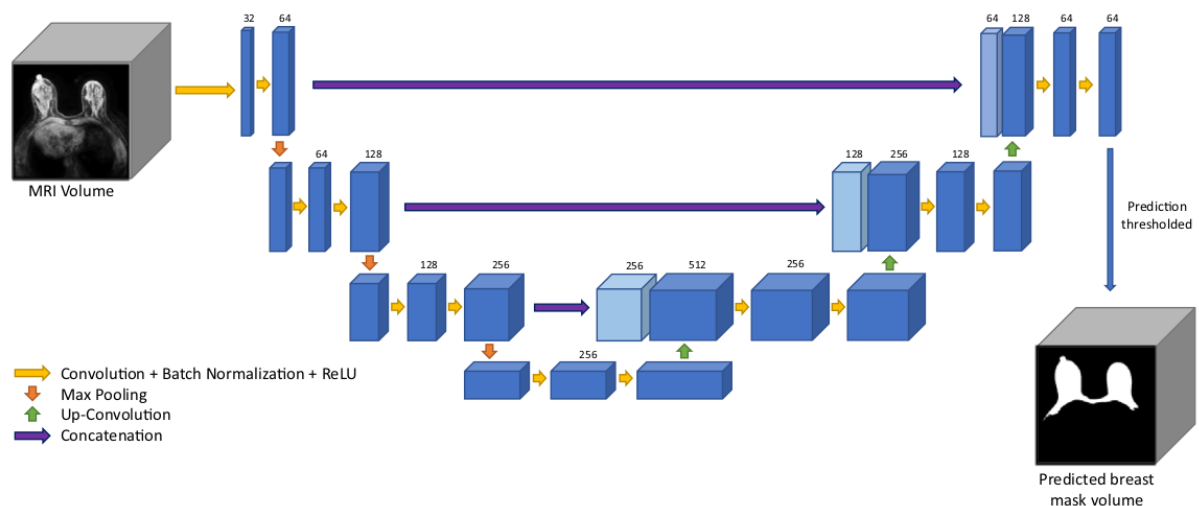 32 64
64 128 64 64
MRI Volume
64 128
128 256 128
Prediction
thresholded
128 256
256 512 256
256
Convolution + Batch Normalization + ReLU
Max Pooling
Up-Convolution
Concatenation
Predicted breast
mask volume